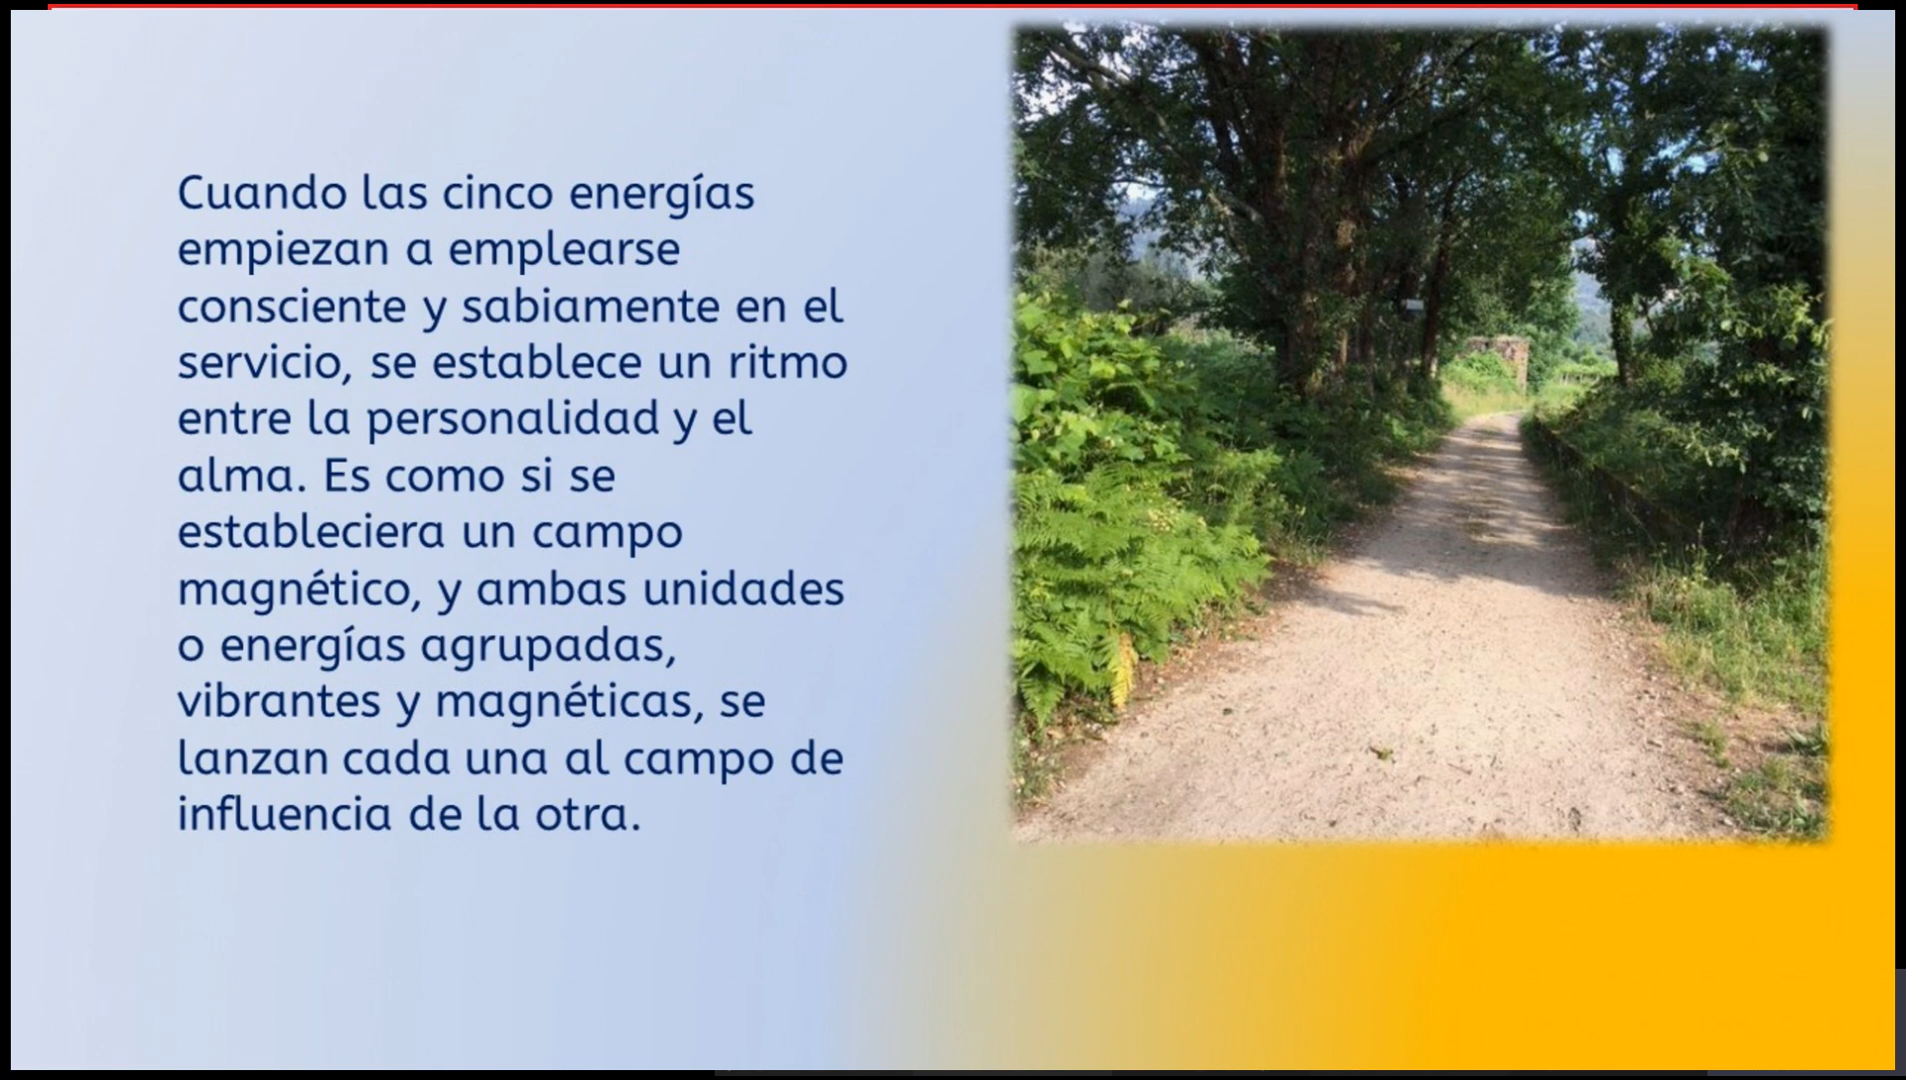 Cuando las cinco energías
empiezan a emplearse
consciente y sabiamente en el
servicio, se establece un ritmo
entre la personalidad y el
alma. Es como si se
estableciera un campo
magnético, y ambas unidades
o energías agrupadas,
vibrantes y magnéticas, se
lanzan cada una al campo de
influencia de la otra.